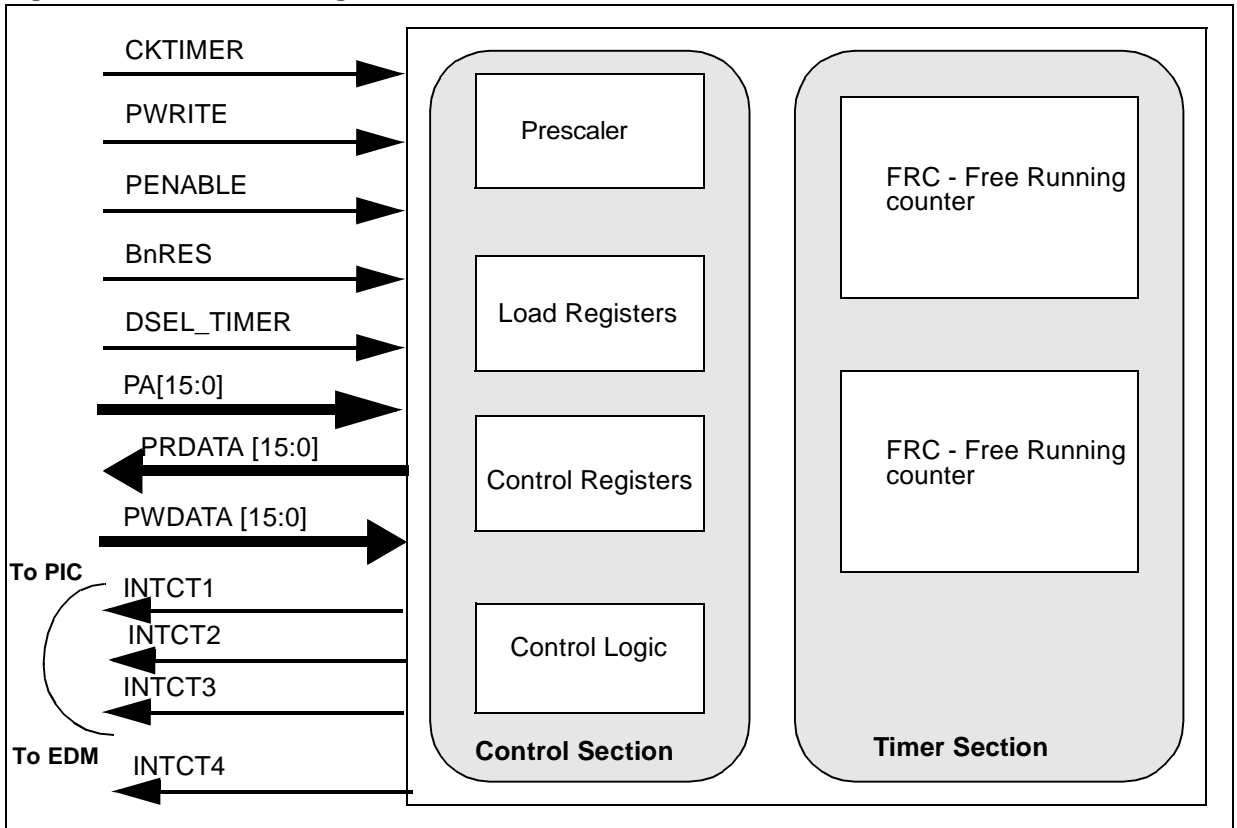 CKTIMER
PWRITE
PENABLE
BnRES
DSEL_TIMER
PA[15:0]
PRDATA [15:0]
PWDATA [15:0]
To PIC
INTCT1
INTCT2
INTCT3
To EDM
INTCT4
Prescaler
Load Registers
Control Registers
Control Logic
Control Section
FRC - Free Running
counter
FRC - Free Running
counter
Timer Section